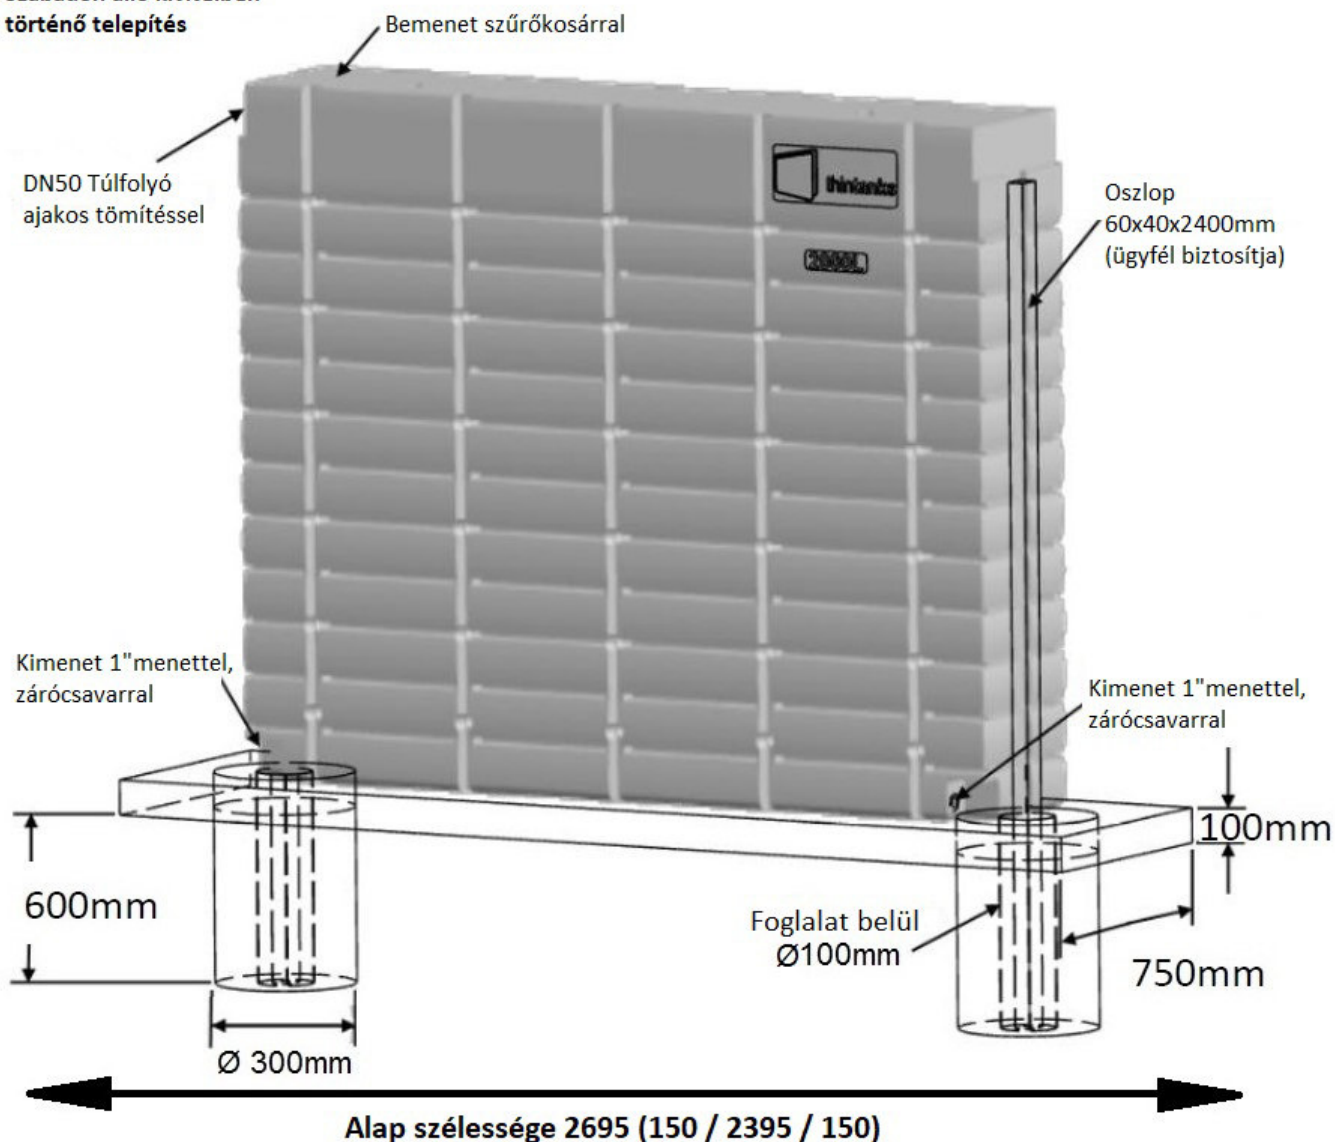 történő telepítés
Bemenet szűrőkosárral
DN50 Túlfolyó
ajakos tömítéssel
thintanks
2000L
Oszlop
60x40x2400mm
(ügyfél biztosítja)
Kimenet 1"menettel,
zárócsavarral
Kimenet 1"menettel,
zárócsavarral
100mm
600mm
Foglalat belül
Ø100mm
750mm
Ø 300mm
Alap szélessége 2695 (150 / 2395 / 150)